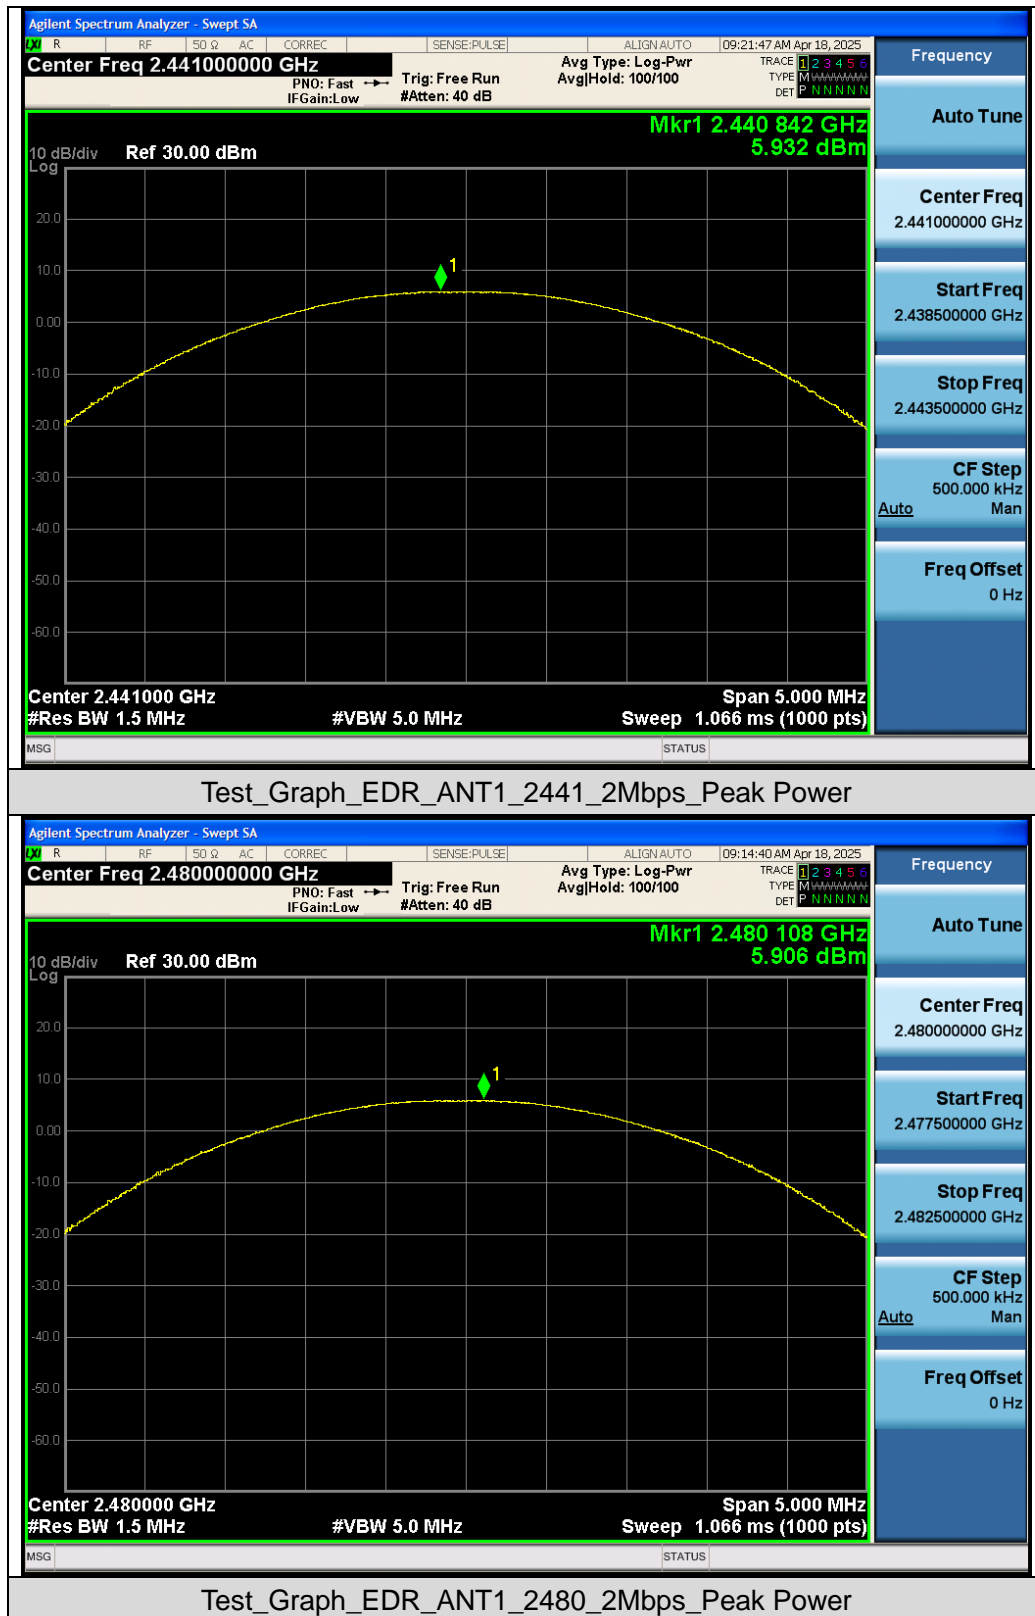 Agilent Spectrum Analyzer - Swept SA
LXI R RF 50 Ω AC CORREC SENSE:PULSE ALIGN AUTO 09:21:47 AM Apr 18, 2025
Center Freq 2.441000000 GHz
PNO: Fast
IFGain:Low
Trig: Free Run
#Atten: 40 dB
Avg Type: Log-Pwr
Avg|Hold: 100/100
TRACE 1 2 3 4 5 6
TYPE M
DET P N N N N N
Mkr1 2.440 842 GHz
5.932 dBm
10 dB/div Ref 30.00 dBm
Log
20.0
10.0
0.00
-10.0
-20.0
-30.0
-40.0
-50.0
-60.0
1
Center 2.441000 GHz Span 5.000 MHz
#Res BW 1.5 MHz #VBW 5.0 MHz Sweep 1.066 ms (1000 pts)
MSG STATUS
Frequency
Auto Tune
Center Freq
2.441000000 GHz
Start Freq
2.438500000 GHz
Stop Freq
2.443500000 GHz
CF Step
500.000 kHz
Auto Man
Freq Offset
0 Hz
Test_Graph_EDR_ANT1_2441_2Mbps_Peak Power
Agilent Spectrum Analyzer - Swept SA
LXI R RF 50 Ω AC CORREC SENSE:PULSE ALIGN AUTO 09:14:40 AM Apr 18, 2025
Center Freq 2.480000000 GHz
PNO: Fast
IFGain:Low
Trig: Free Run
#Atten: 40 dB
Avg Type: Log-Pwr
Avg|Hold: 100/100
TRACE 1 2 3 4 5 6
TYPE M
DET P N N N N N
Mkr1 2.480 108 GHz
5.906 dBm
10 dB/div Ref 30.00 dBm
Log
20.0
10.0
0.00
-10.0
-20.0
-30.0
-40.0
-50.0
-60.0
1
Center 2.480000 GHz Span 5.000 MHz
#Res BW 1.5 MHz #VBW 5.0 MHz Sweep 1.066 ms (1000 pts)
MSG STATUS
Frequency
Auto Tune
Center Freq
2.480000000 GHz
Start Freq
2.477500000 GHz
Stop Freq
2.482500000 GHz
CF Step
500.000 kHz
Auto Man
Freq Offset
0 Hz
Test_Graph_EDR_ANT1_2480_2Mbps_Peak Power